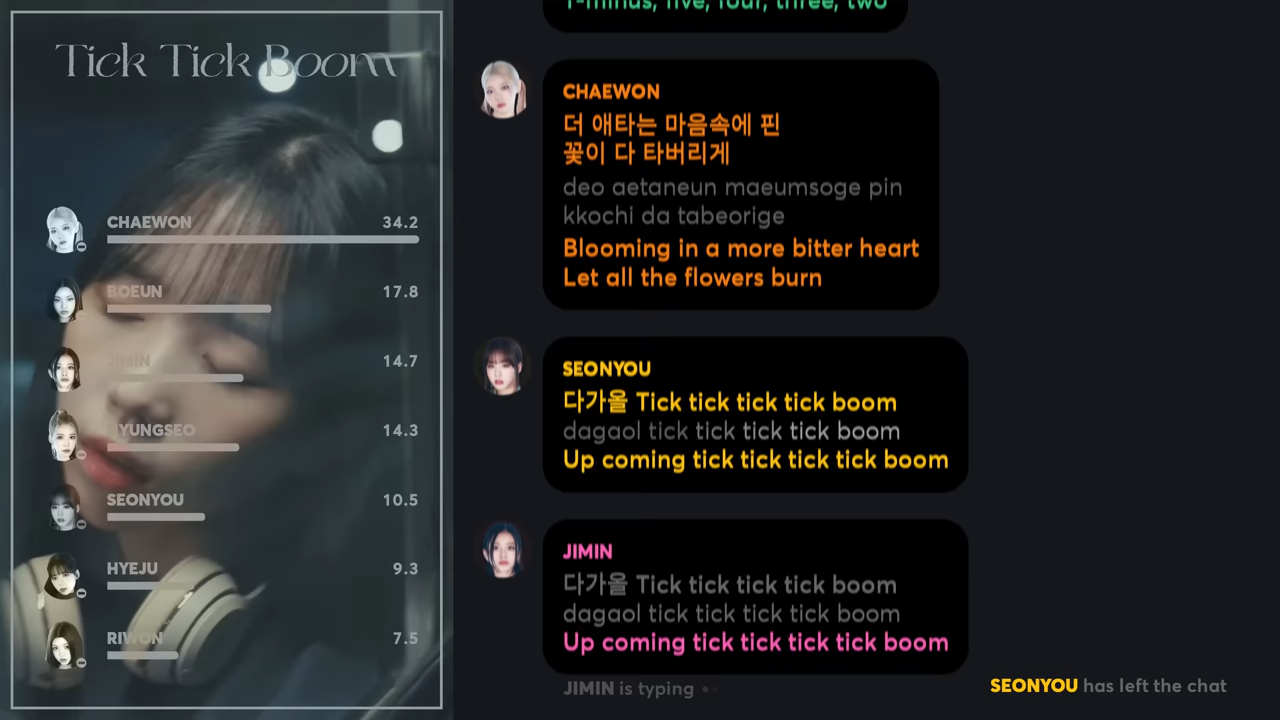 Tick Tick Boom
CHAEWON 34.2
BOEUN 17.8
JIMIN 14.7
HYUNGSEO 14.3
SEONYOU 10.5
HYEJU 9.3
RIWON 7.5
T-minus, five, four, three, two
CHAEWON
더 애타는 마음속에 핀
꽃이 다 타버리게
deo aetaneun maeumsoge pin
kkochi da tabeorige
Blooming in a more bitter heart
Let all the flowers burn
SEONYOU
다가올 Tick tick tick tick boom
dagaol tick tick tick tick boom
Up coming tick tick tick tick boom
JIMIN
다가올 Tick tick tick tick boom
dagaol tick tick tick tick boom
Up coming tick tick tick tick boom
JIMIN is typing
SEONYOU has left the chat